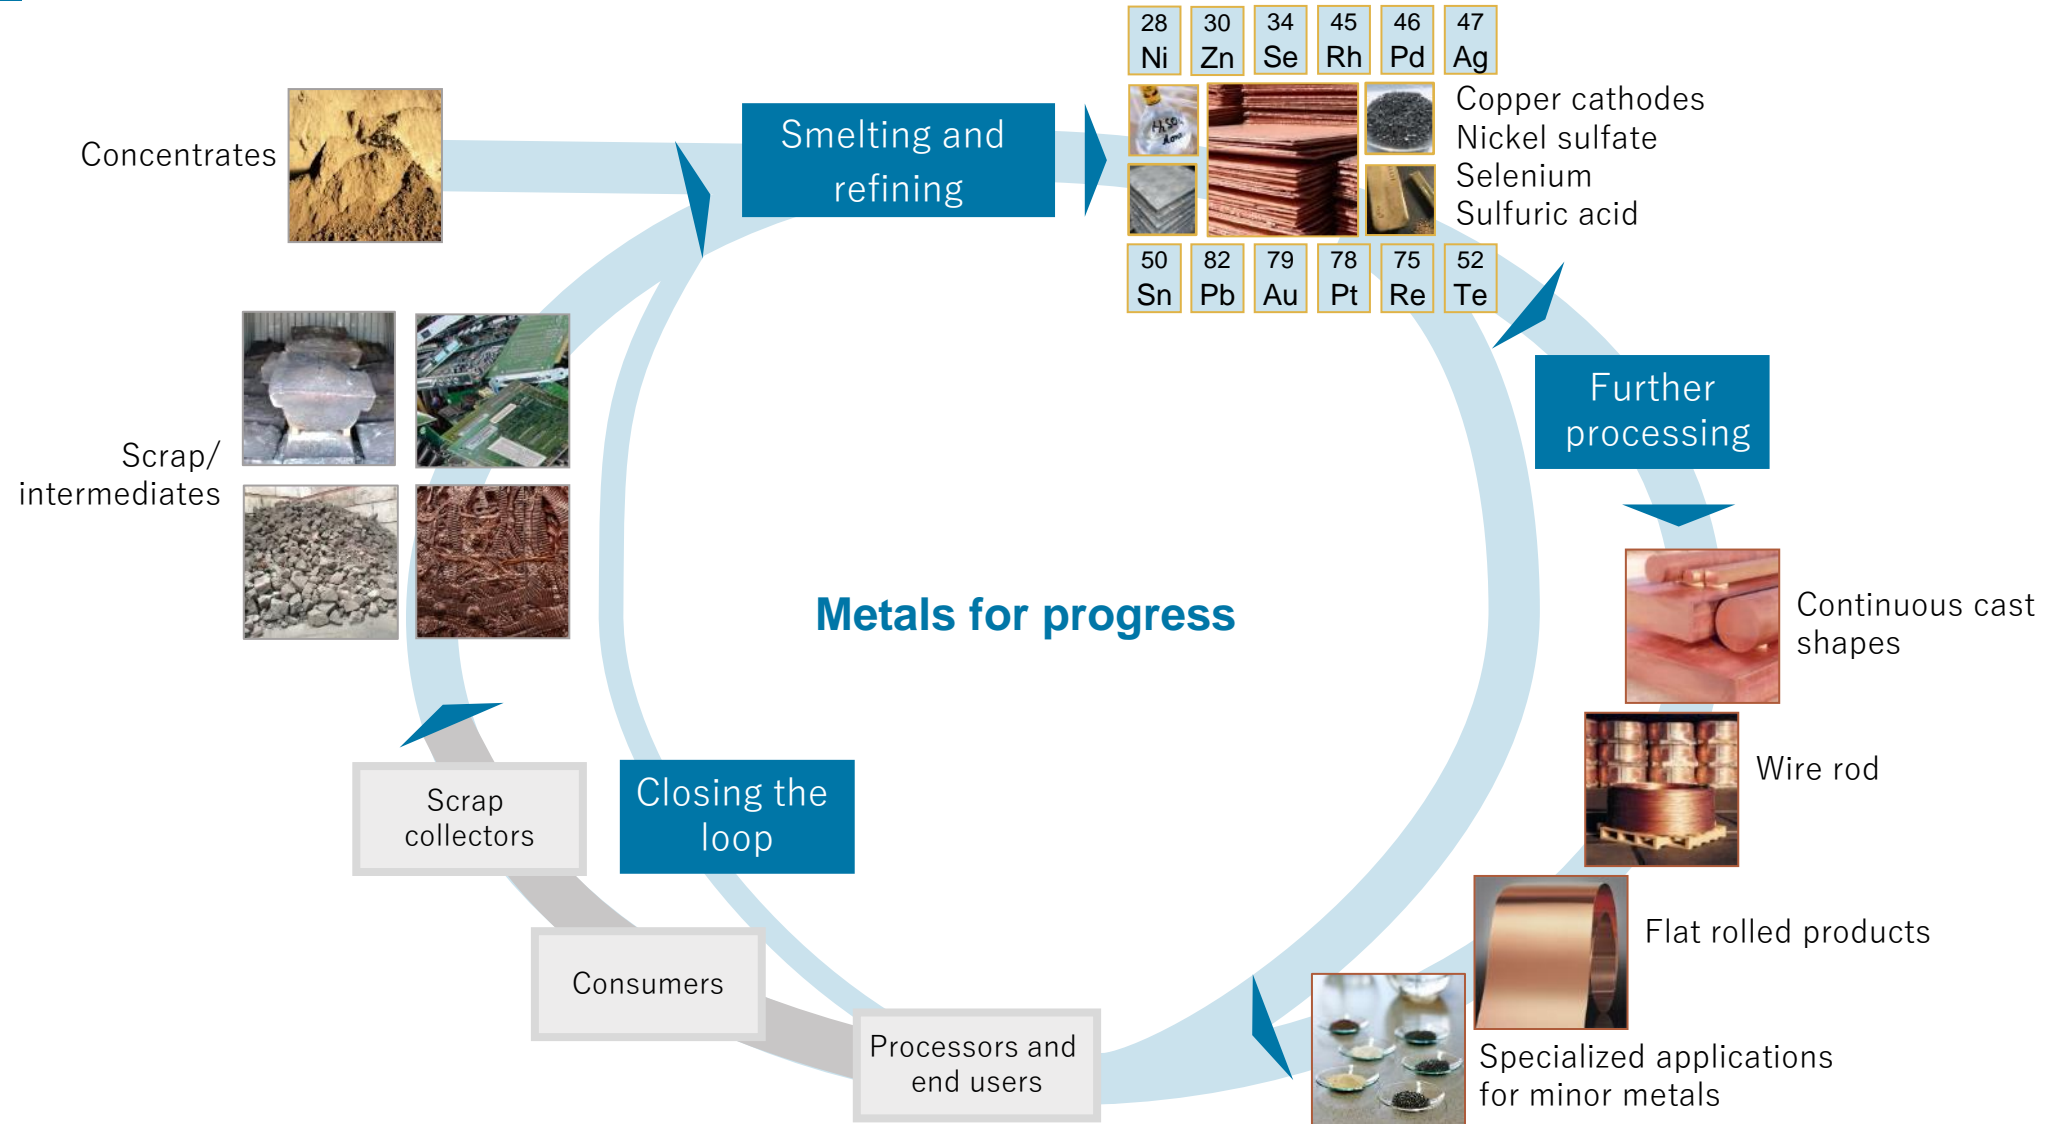 28 30 34 45 46 47
Ni Zn Se Rh Pd Ag
Concentrates
Smelting and
refining
H₂SO₄
Copper cathodes
Nickel sulfate
Selenium
Sulfuric acid
50 82 79 78 75 52
Sn Pb Au Pt Re Te
Further
processing
Scrap/
intermediates
Metals for progress
Continuous cast
shapes
Wire rod
Scrap
collectors
Closing the
loop
Flat rolled products
Consumers
Processors and
end users
Specialized applications
for minor metals